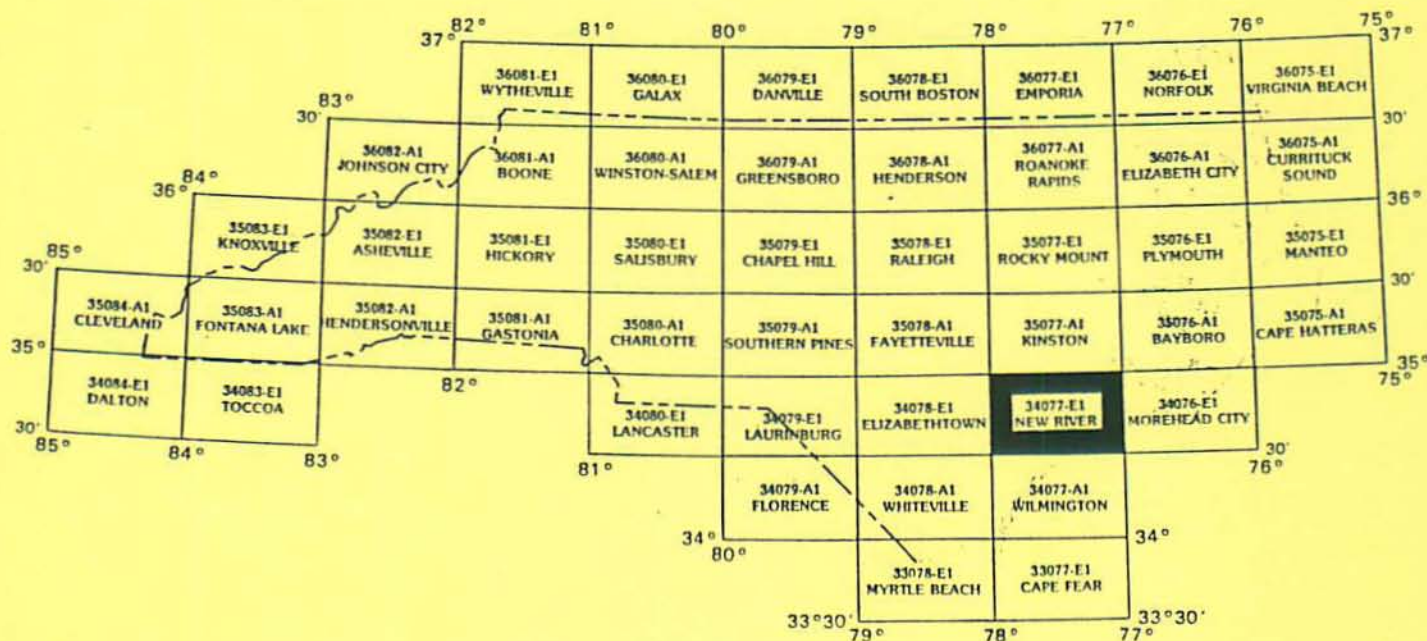 82° 81° 80° 79° 78° 77° 76° 75°
37° 37°
36081-E1 36080-E1 36079-E1 36078-E1 36077-E1 36076-E1 36075-E1
WYTHEVILLE GALAX DANVILLE SOUTH BOSTON EMPORIA NORFOLK VIRGINIA BEACH
83°
30' 30'
36082-A1 36081-A1 36080-A1 36079-A1 36078-A1 36077-A1 36076-A1 36075-A1
JOHNSON CITY BOONE WINSTON-SALEM GREENSBORO HENDERSON ROANOKE RAPIDS ELIZABETH CITY CURRITUCK SOUND
84°
36° 36°
35083-E1 35082-E1 35081-E1 35080-E1 35079-E1 35078-E1 35077-E1 35076-E1 35075-E1
KNOXVILLE ASHEVILLE HICKORY SALISBURY CHAPEL HILL RALEIGH ROCKY MOUNT PLYMOUTH MANTEO
85°
30' 30'
35084-A1 35083-A1 35082-A1 35081-A1 35080-A1 35079-A1 35078-A1 35077-A1 35076-A1 35075-A1
CLEVELAND FONTANA LAKE HENDERSONVILLE GASTONIA CHARLOTTE SOUTHERN PINES FAYETTEVILLE KINSTON BAYBORO CAPE HATTERAS
35° 35°
82° 75°
34084-E1 34083-E1 34080-E1 34079-E1 34078-E1 34077-E1 34076-E1
DALTON TOCCOA LANCASTER LAURINBURG ELIZABETHTOWN NEW RIVER MOREHEAD CITY
30' 30'
85° 84° 83° 81° 76°
34079-A1 34078-A1 34077-A1
FLORENCE WHITEVILLE WILMINGTON
34° 34°
80°
33078-E1 33077-E1
MYRTLE BEACH CAPE FEAR
33°30' 33°30'
79° 78° 77°